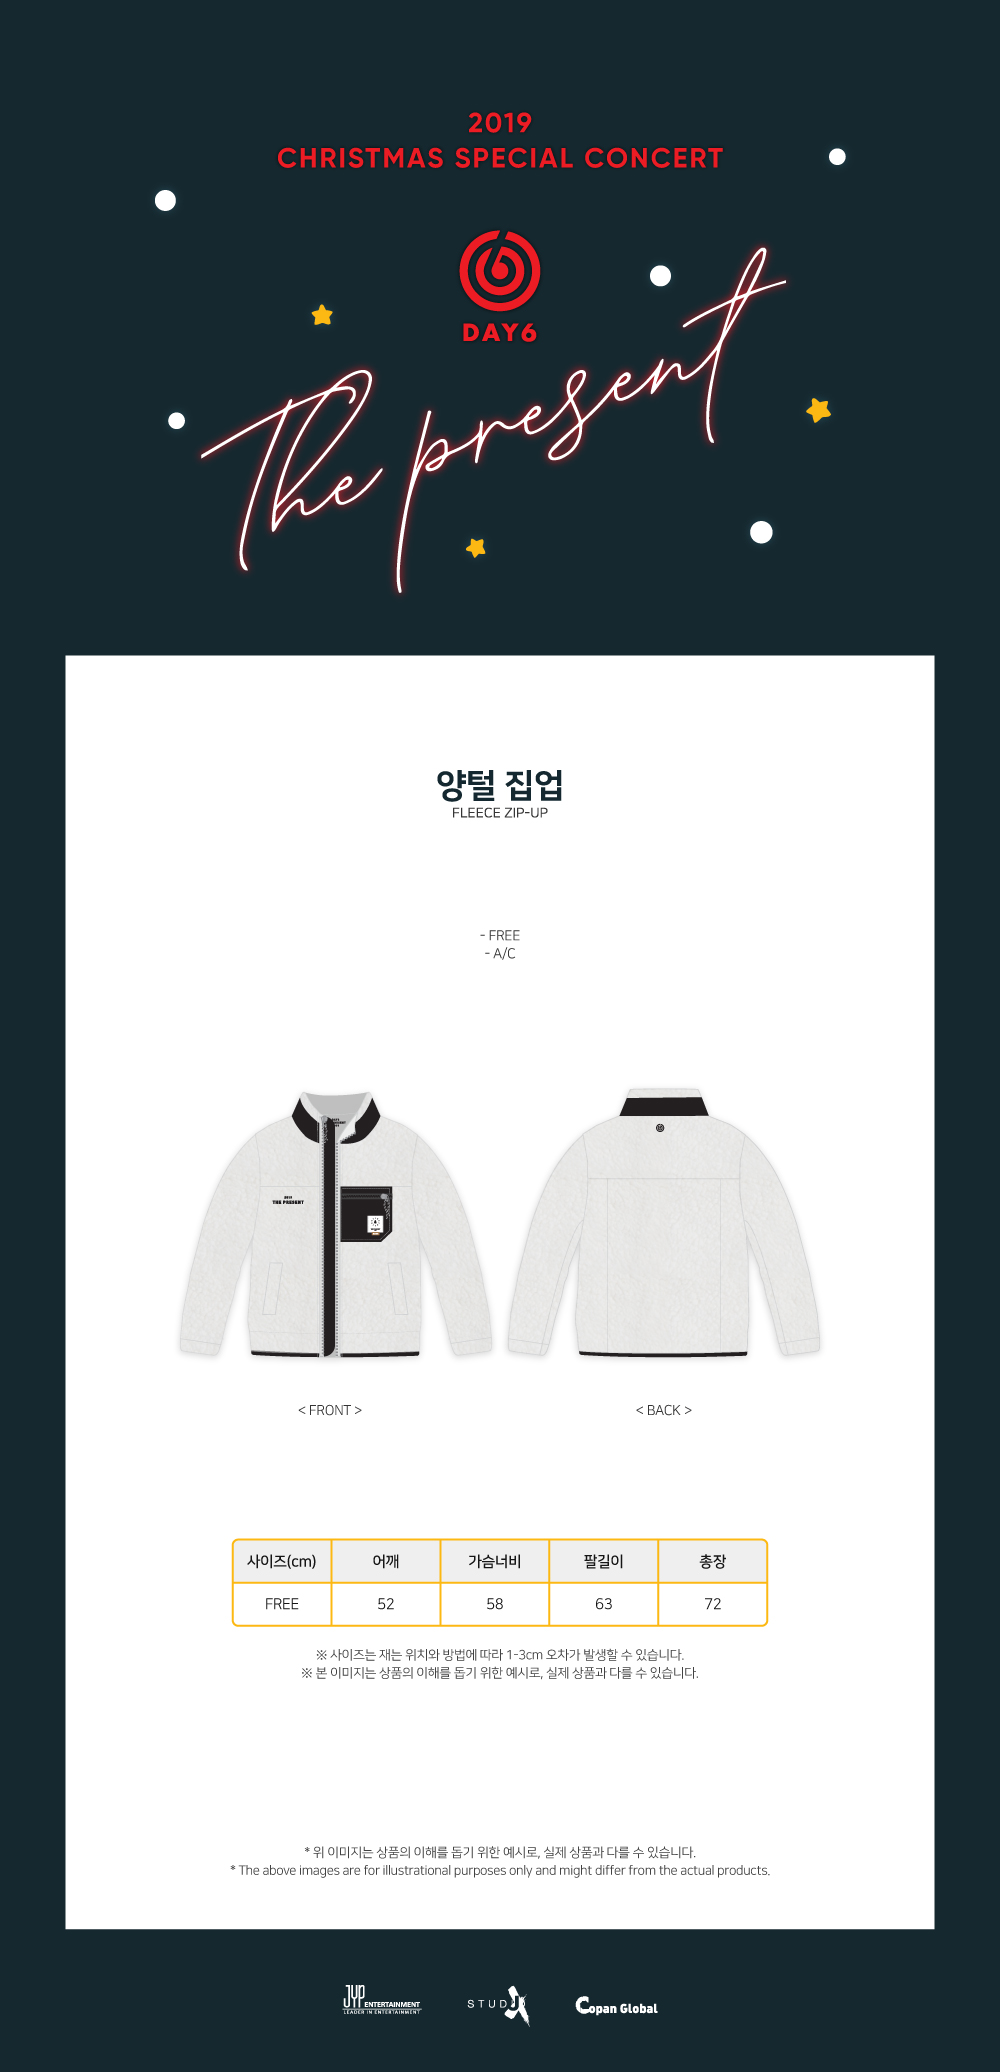 2019
CHRISTMAS SPECIAL CONCERT
DAY6
The present
양털 집업
FLEECE ZIP-UP
- FREE
- A/C
2019
THE PRESENT
< FRONT >
< BACK >
사이즈(cm) 어깨 가슴너비 팔길이 총장
FREE 52 58 63 72
※ 사이즈는 재는 위치와 방법에 따라 1-3cm 오차가 발생할 수 있습니다.
※ 본 이미지는 상품의 이해를 돕기 위한 예시로, 실제 상품과 다를 수 있습니다.
* 위 이미지는 상품의 이해를 돕기 위한 예시로, 실제 상품과 다를 수 있습니다.
* The above images are for illustrational purposes only and might differ from the actual products.
JYP ENTERTAINMENT
LEADER IN ENTERTAINMENT
STUDIO
Copan Global